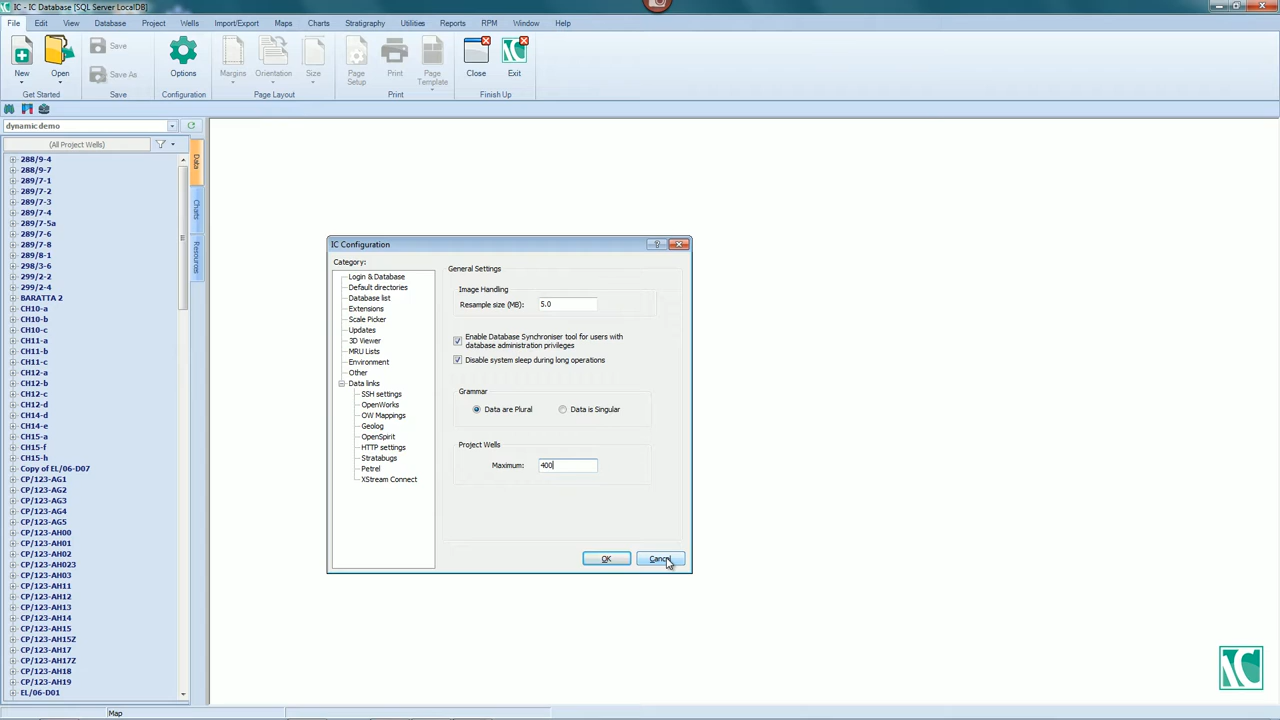 IC - IC Database [SQL Server LocalDB]
File Edit View Database Project Wells Import/Export Maps Charts Stratigraphy Utilities Reports RPM Window Help
New
Open
Save
Save As
Options
Margins
Orientation
Size
Page Setup
Print
Page Template
Close
Exit
Get Started
Save
Configuration
Page Layout
Print
Finish Up
dynamic demo
(All Project Wells)
288/9-4
288/9-7
289/7-1
289/7-2
289/7-3
289/7-4
289/7-5a
289/7-6
289/7-8
289/8-1
298/3-6
299/2-2
299/2-4
BARATTA 2
CH10-a
CH10-b
CH10-c
CH11-a
CH11-b
CH11-c
CH12-a
CH12-b
CH12-c
CH12-d
CH14-d
CH14-e
CH15-a
CH15-f
CH15-h
Copy of EL/06-D07
CP/123-AG1
CP/123-AG2
CP/123-AG3
CP/123-AG4
CP/123-AG5
CP/123-AH00
CP/123-AH01
CP/123-AH02
CP/123-AH023
CP/123-AH03
CP/123-AH11
CP/123-AH12
CP/123-AH13
CP/123-AH14
CP/123-AH15
CP/123-AH15Z
CP/123-AH17
CP/123-AH17Z
CP/123-AH18
CP/123-AH19
EL/06-D01
Data
Charts
Resources
IC Configuration
Category:
Login & Database
Default directories
Database list
Extensions
Scale Picker
Updates
3D Viewer
MRU Lists
Environment
Other
Data links
SSH settings
OpenWorks
OW Mappings
Geolog
OpenSpirit
HTTP settings
Stratabugs
Petrel
XStream Connect
General Settings
Image Handling
Resample size (MB): 5.0
Enable Database Synchroniser tool for users with
database administration privileges
Disable system sleep during long operations
Grammar
Data are Plural
Data is Singular
Project Wells
Maximum: 400
OK
Cancel
Map
IC